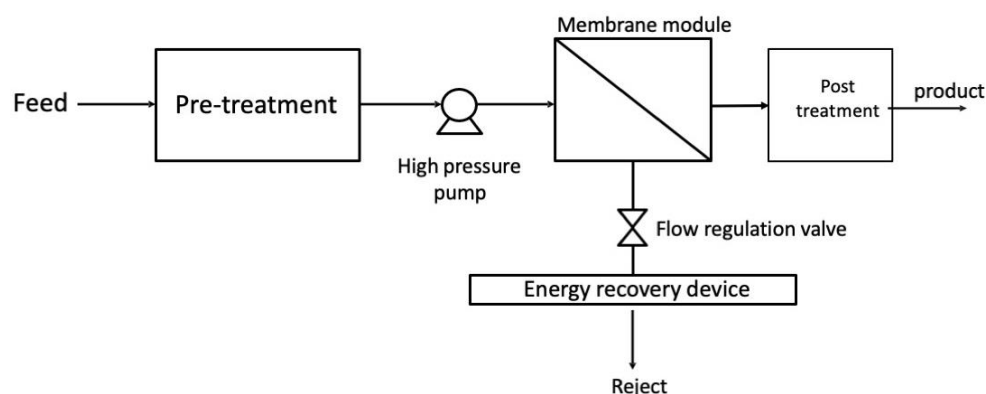 Membrane module
Feed
Pre-treatment
Post
treatment
product
High pressure
pump
Flow regulation valve
Energy recovery device
Reject